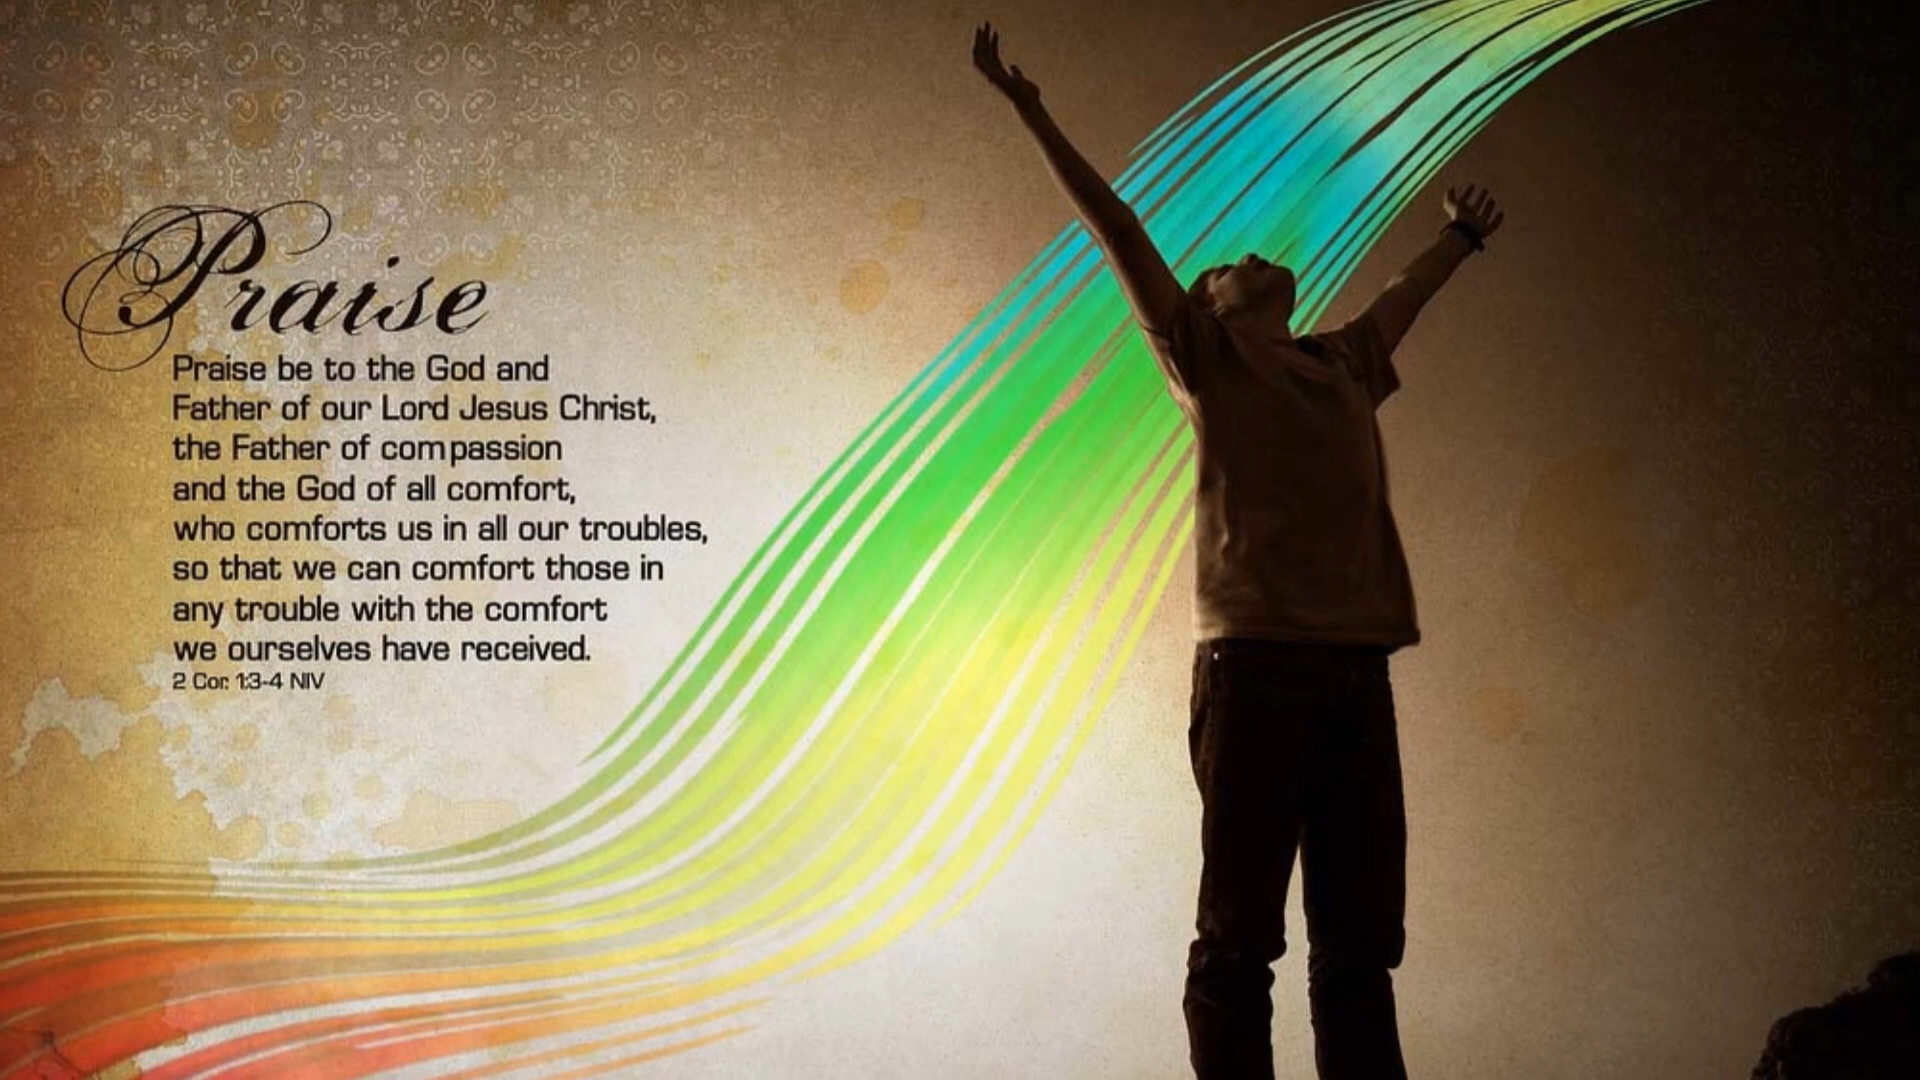 Praise
Praise be to the God and
Father of our Lord Jesus Christ,
the Father of compassion
and the God of all comfort,
who comforts us in all our troubles,
so that we can comfort those in
any trouble with the comfort
we ourselves have received.
2 Cor. 1:3-4 NIV